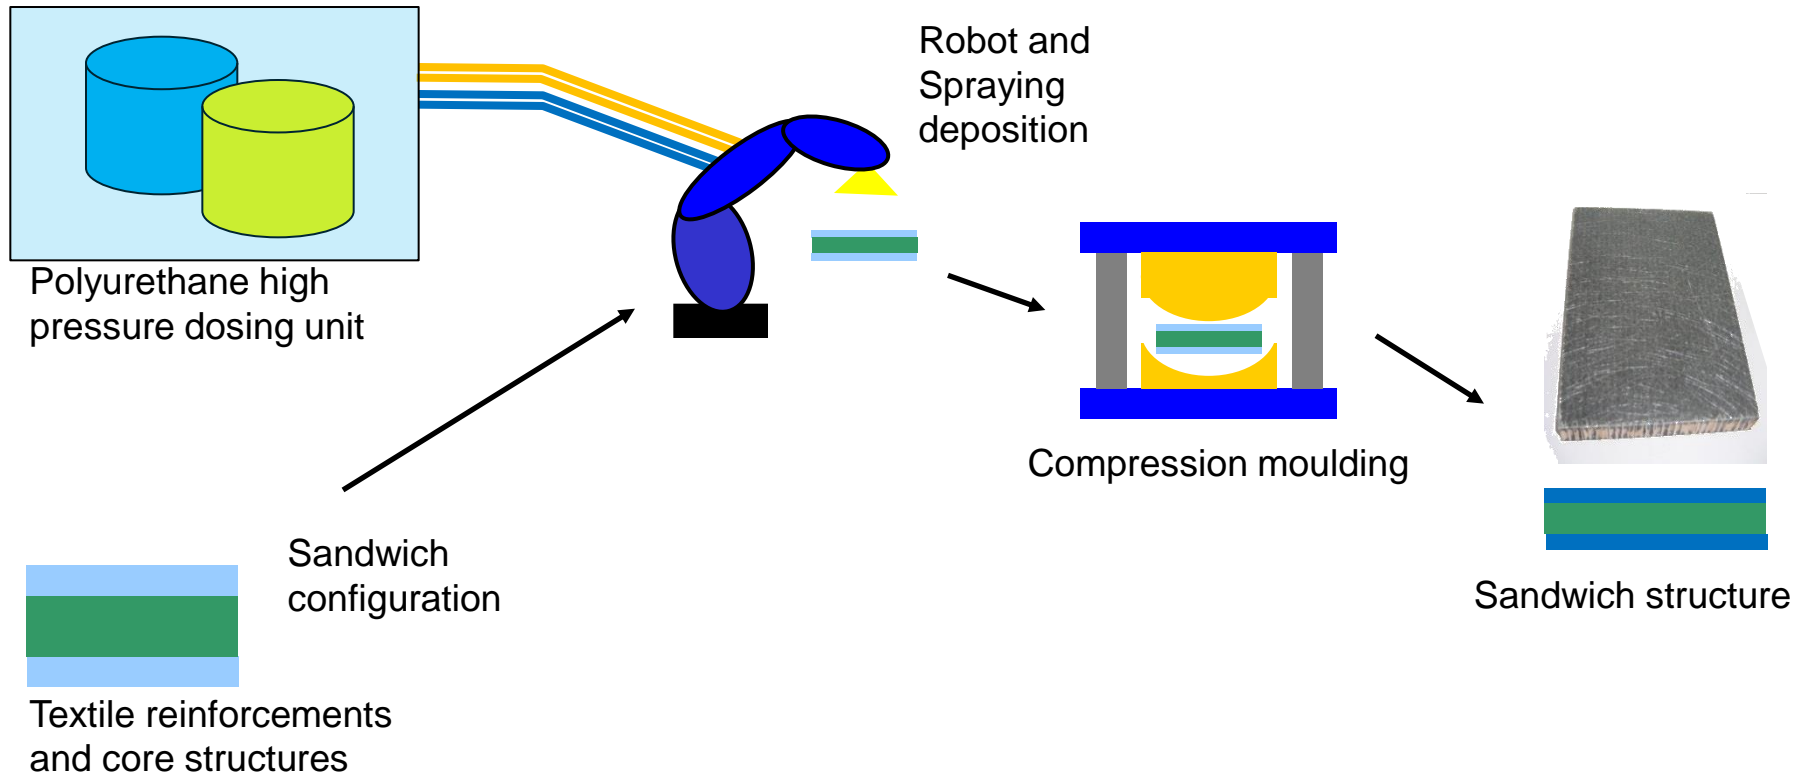 Robot and
Spraying
deposition
Polyurethane high
pressure dosing unit
Compression moulding
Sandwich
configuration
Sandwich structure
Textile reinforcements
and core structures